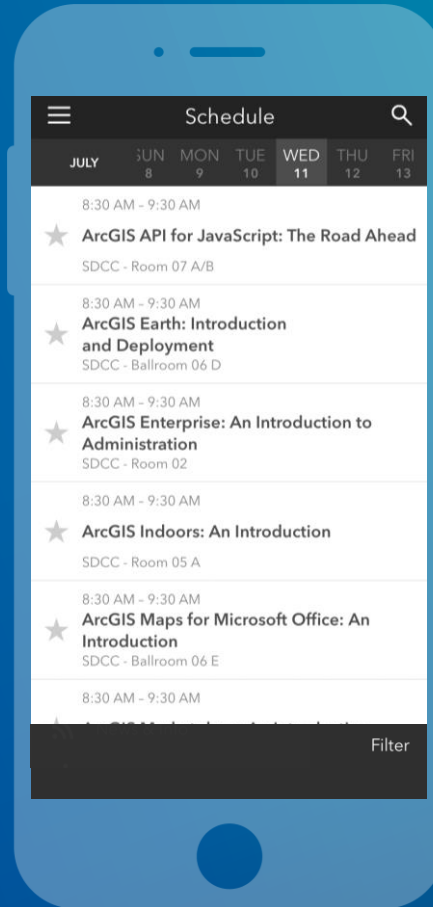 Schedule
JULY SUN MON TUE WED THU FRI
8 9 10 11 12 13
8:30 AM – 9:30 AM
ArcGIS API for JavaScript: The Road Ahead
SDCC - Room 07 A/B
8:30 AM – 9:30 AM
ArcGIS Earth: Introduction
and Deployment
SDCC - Ballroom 06 D
8:30 AM – 9:30 AM
ArcGIS Enterprise: An Introduction to
Administration
SDCC - Room 02
8:30 AM – 9:30 AM
ArcGIS Indoors: An Introduction
SDCC - Room 05 A
8:30 AM – 9:30 AM
ArcGIS Maps for Microsoft Office: An
Introduction
SDCC - Ballroom 06 E
8:30 AM – 9:30 AM
Filter